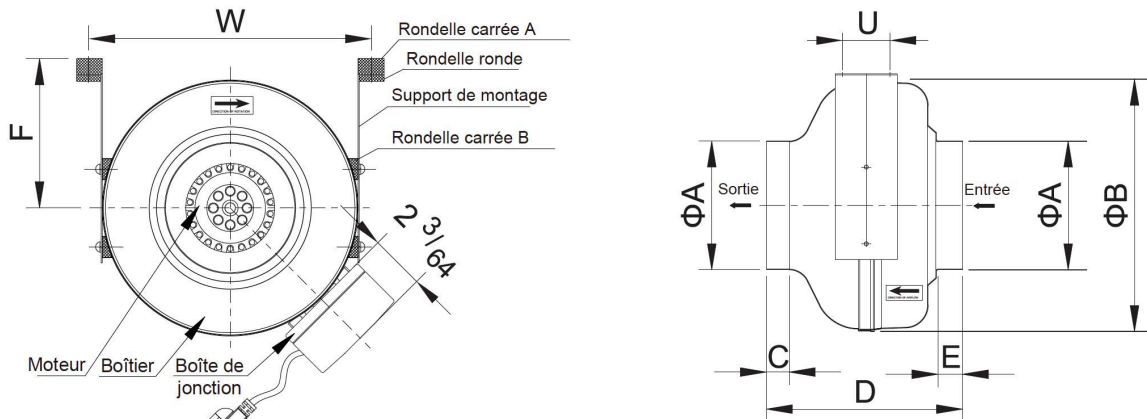 W
Rondelle carrée A
Rondelle ronde
Support de montage
Rondelle carrée B
F
2 3/64
Moteur
Boîtier
Boîte de
jonction
U
ΦA
Sortie
Entrée
ΦA
ΦB
C
E
D